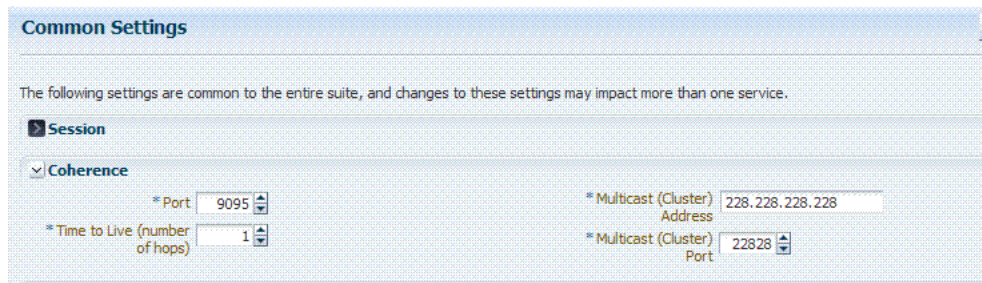 Common Settings
The following settings are common to the entire suite, and changes to these settings may impact more than one service.
Session
Coherence
* Port 9095
* Multicast (Cluster) Address 228.228.228.228
* Time to Live (number of hops) 1
* Multicast (Cluster) Port 22828